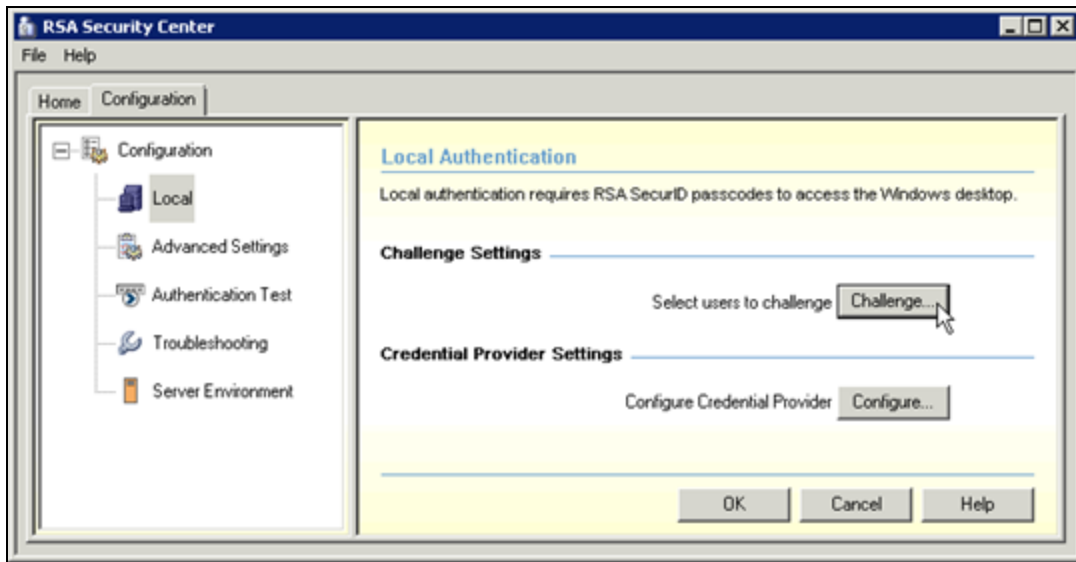 RSA Security Center
File Help
Home Configuration
Configuration
Local
Advanced Settings
Authentication Test
Troubleshooting
Server Environment
Local Authentication
Local authentication requires RSA SecurID passcodes to access the Windows desktop.
Challenge Settings
Select users to challenge Challenge...
Credential Provider Settings
Configure Credential Provider Configure...
OK Cancel Help